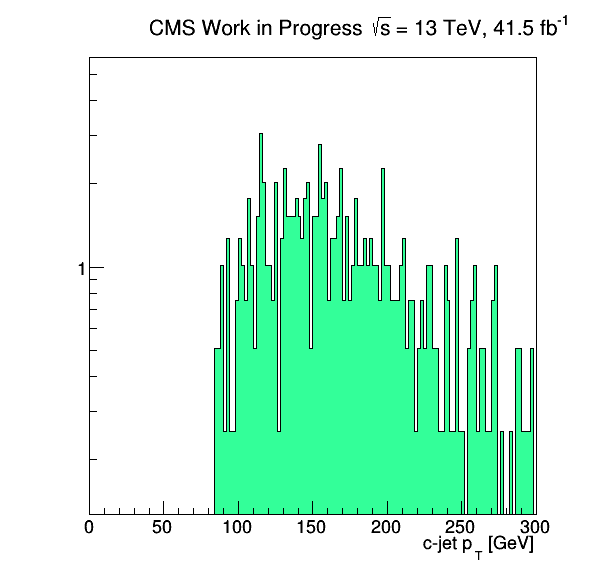 CMS Work in Progress √s = 13 TeV, 41.5 fb⁻¹
1
0 50 100 150 200 250 300
c-jet p_T [GeV]